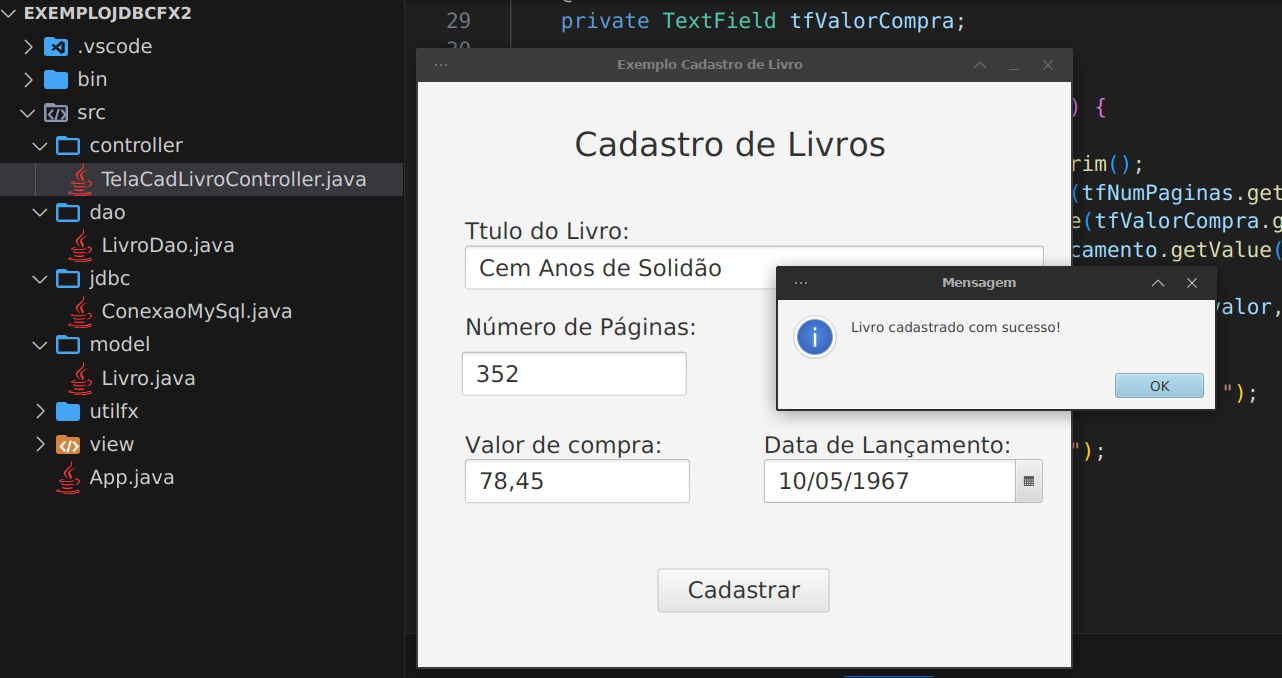 EXEMPLOJDBCFX2
.vscode
bin
src
controller
TelaCadLivroController.java
dao
LivroDao.java
jdbc
ConexaoMySql.java
model
Livro.java
utilfx
view
App.java
29 private TextField tfValorCompra;
30
) {
rim();
(tfNumPaginas.get
e(tfValorCompra.g
camento.getValue(
valor,
");
");
Exemplo Cadastro de Livro
Cadastro de Livros
Ttulo do Livro:
Cem Anos de Solidão
Número de Páginas:
352
Valor de compra:
78,45
Data de Lançamento:
10/05/1967
Cadastrar
Mensagem
Livro cadastrado com sucesso!
OK